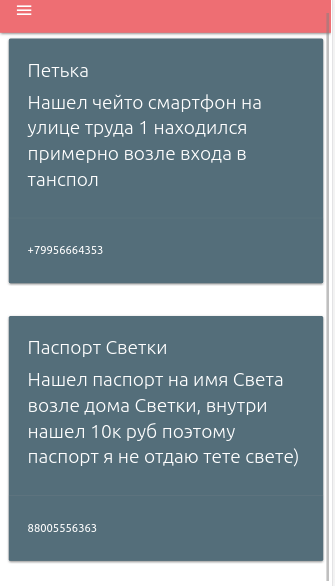 Петька
Нашел чейто смартфон на
улице труда 1 находился
примерно возле входа в
танспол
+79956664353
Паспорт Светки
Нашел паспорт на имя Света
возле дома Светки, внутри
нашел 10к руб поэтому
паспорт я не отдаю тете свете)
88005556363